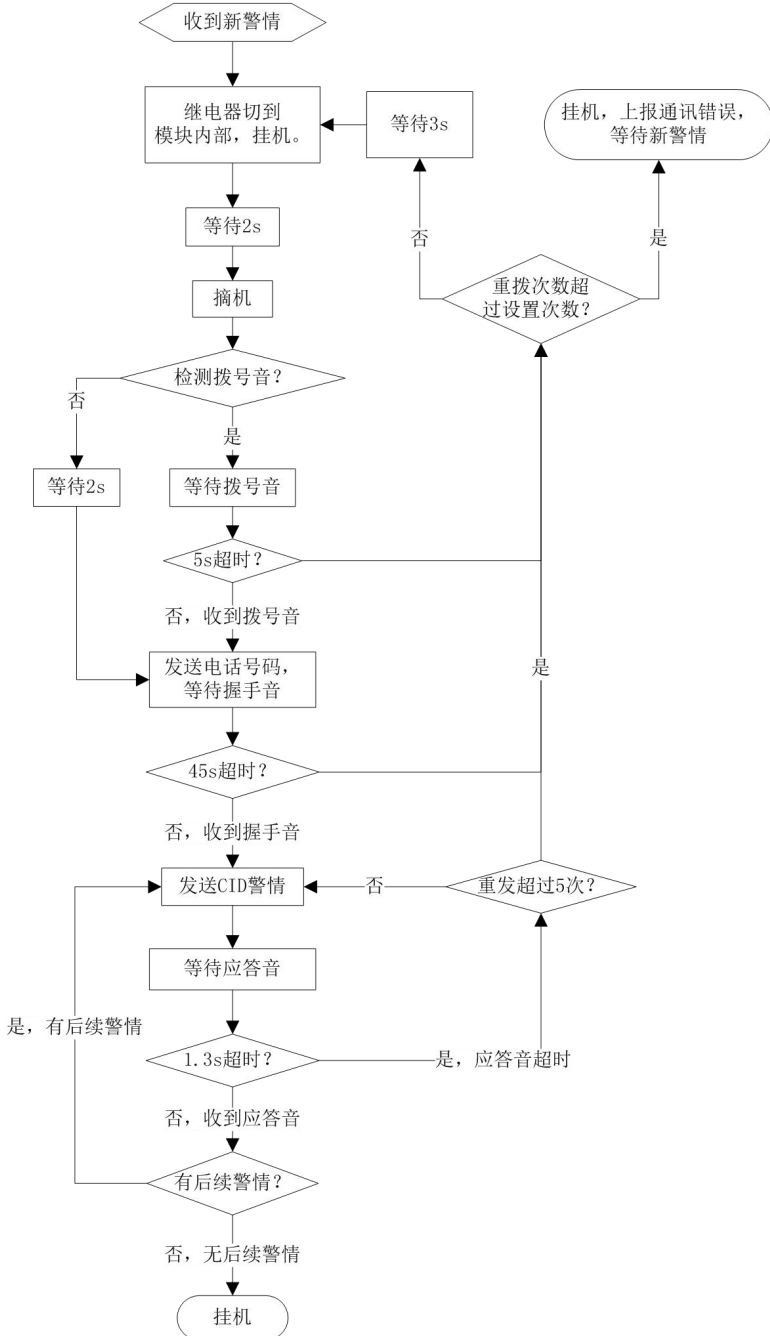 收到新警情
继电器切到
模块内部，挂机。
等待3s
挂机，上报通讯错误，
等待新警情
等待2s
否
是
摘机
重拨次数超
过设置次数？
检测拨号音？
否
是
等待2s
等待拨号音
5s超时？
否，收到拨号音
发送电话号码，
等待握手音
是
45s超时？
否，收到握手音
发送CID警情
否
重发超过5次？
等待应答音
是，有后续警情
1.3s超时？
是，应答音超时
否，收到应答音
有后续警情？
否，无后续警情
挂机